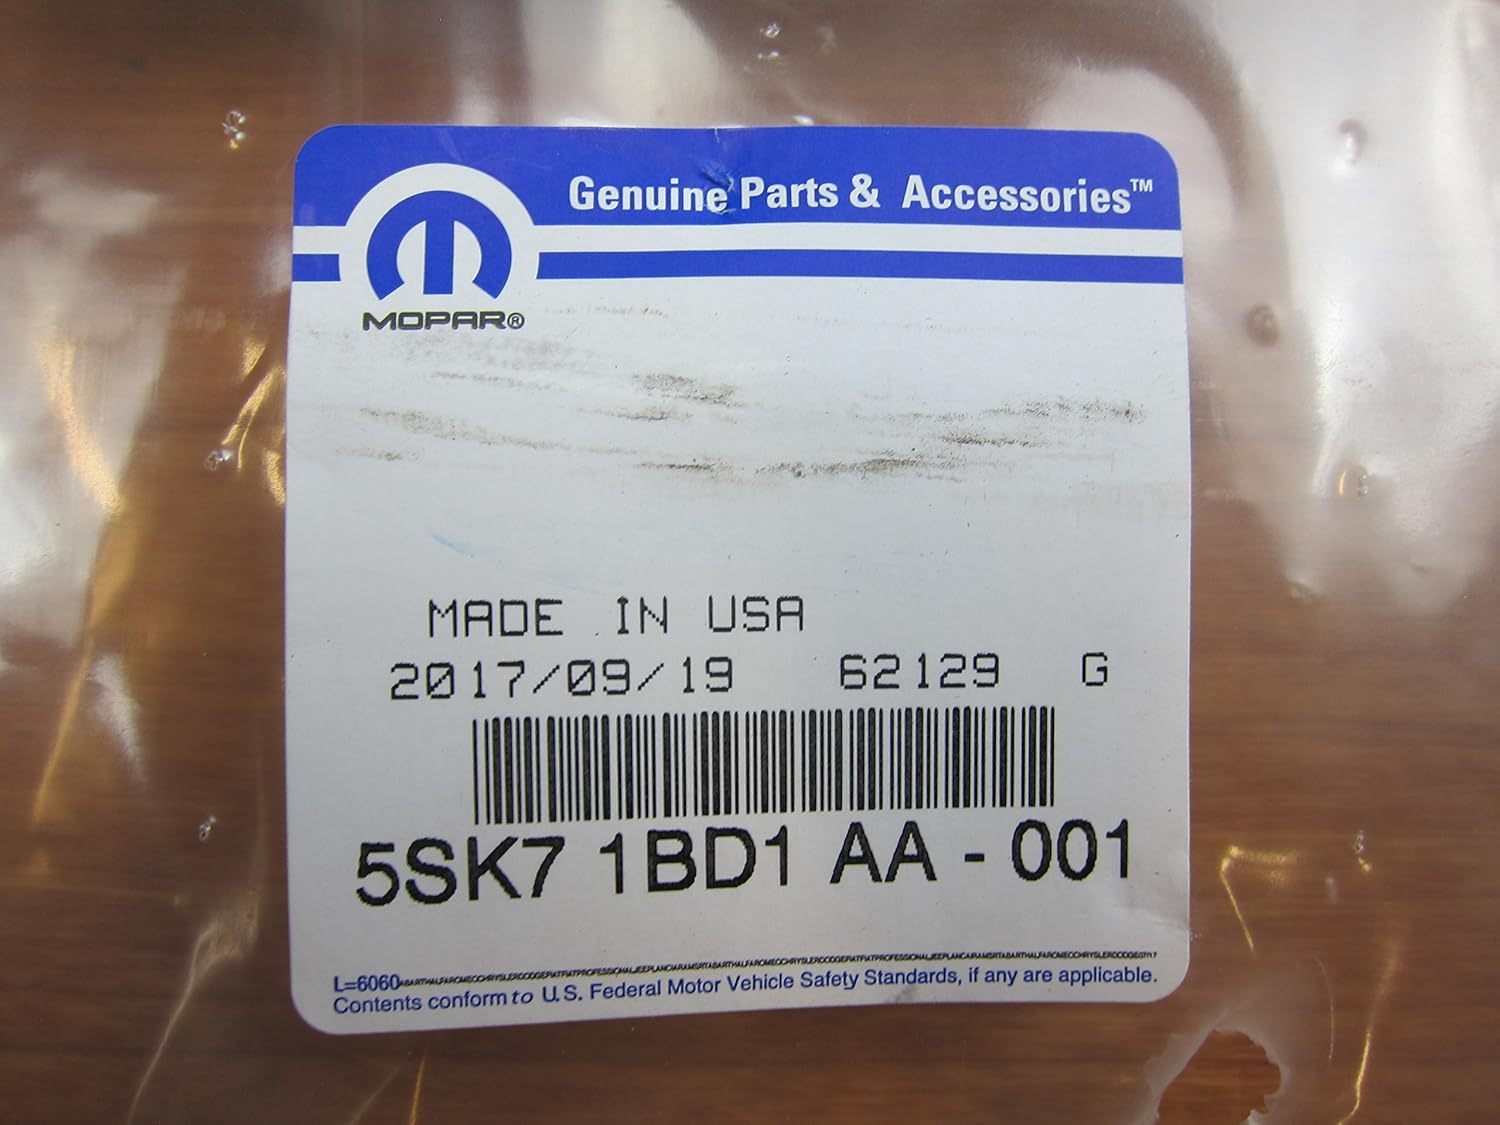 Genuine Parts & Accessories™
MOPAR®
MADE IN USA
2017/09/19 62129 G
5SK7 1BD1 AA - 001
L=6060
Contents conform to U.S. Federal Motor Vehicle Safety Standards, if any are applicable.